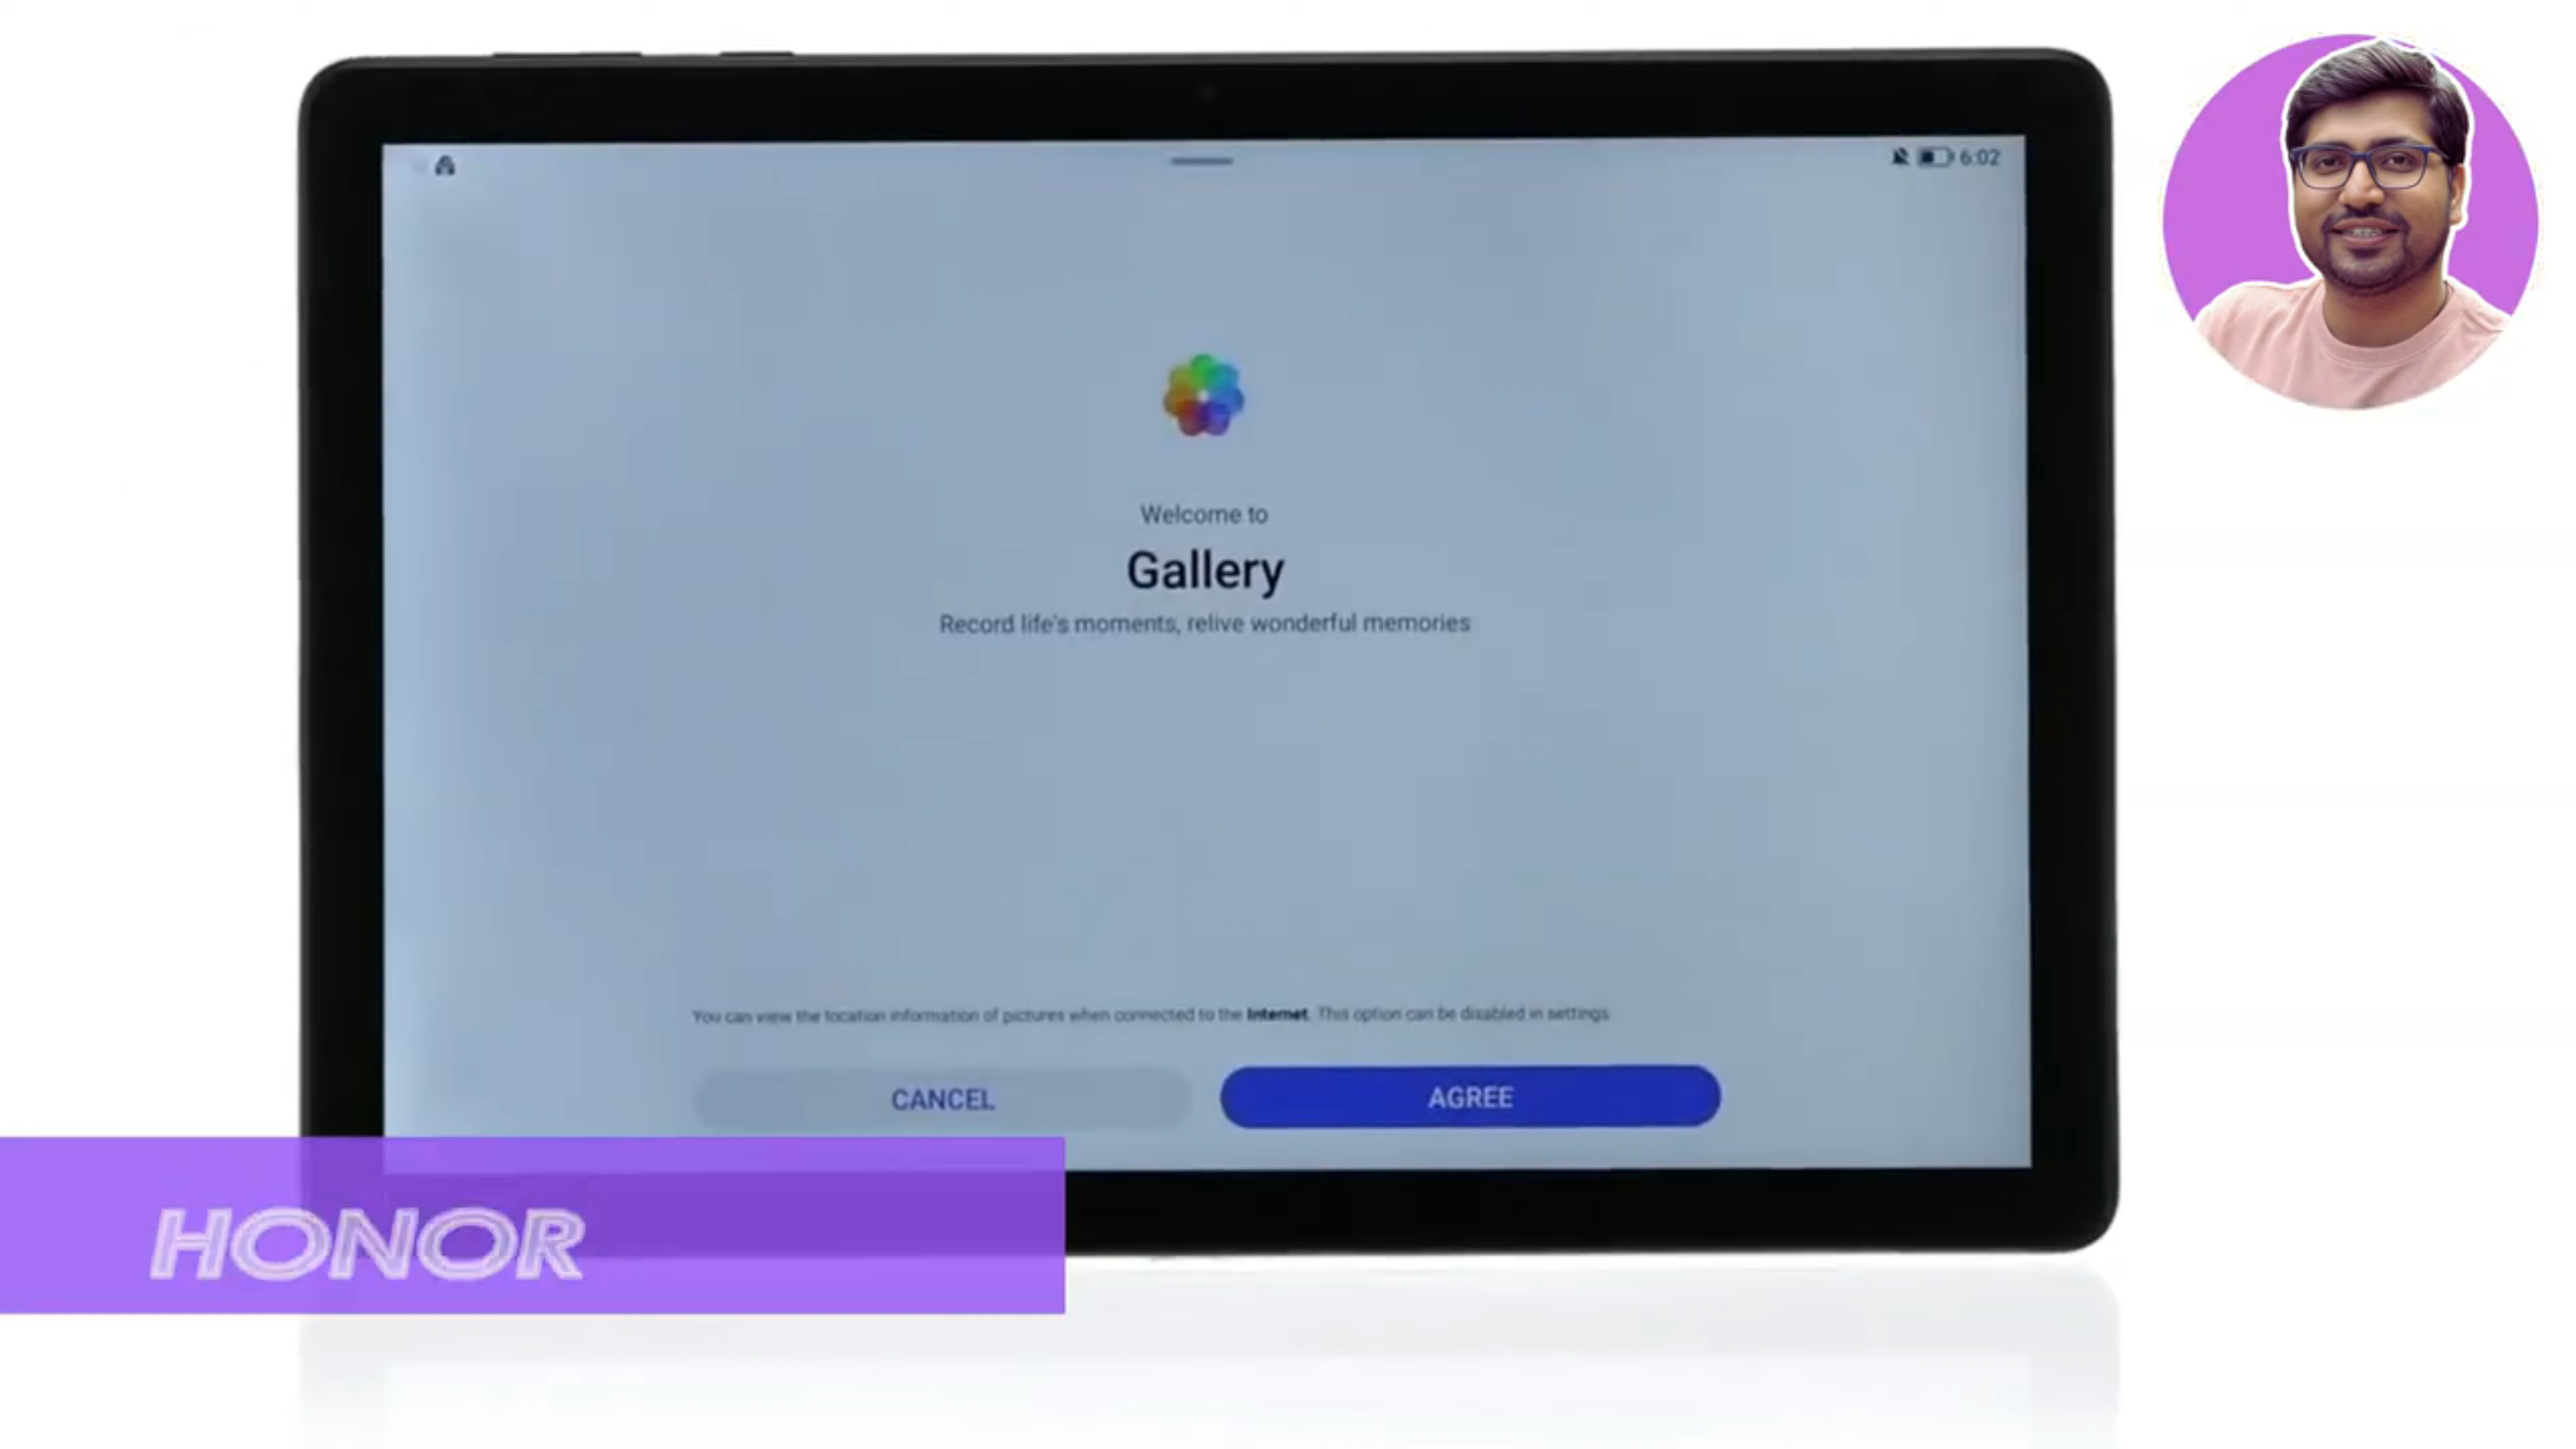 6:02
Welcome to
Gallery
Record life's moments, relive wonderful memories
You can view the location information of pictures when connected to the Internet. This option can be disabled in settings
CANCEL
AGREE
HONOR